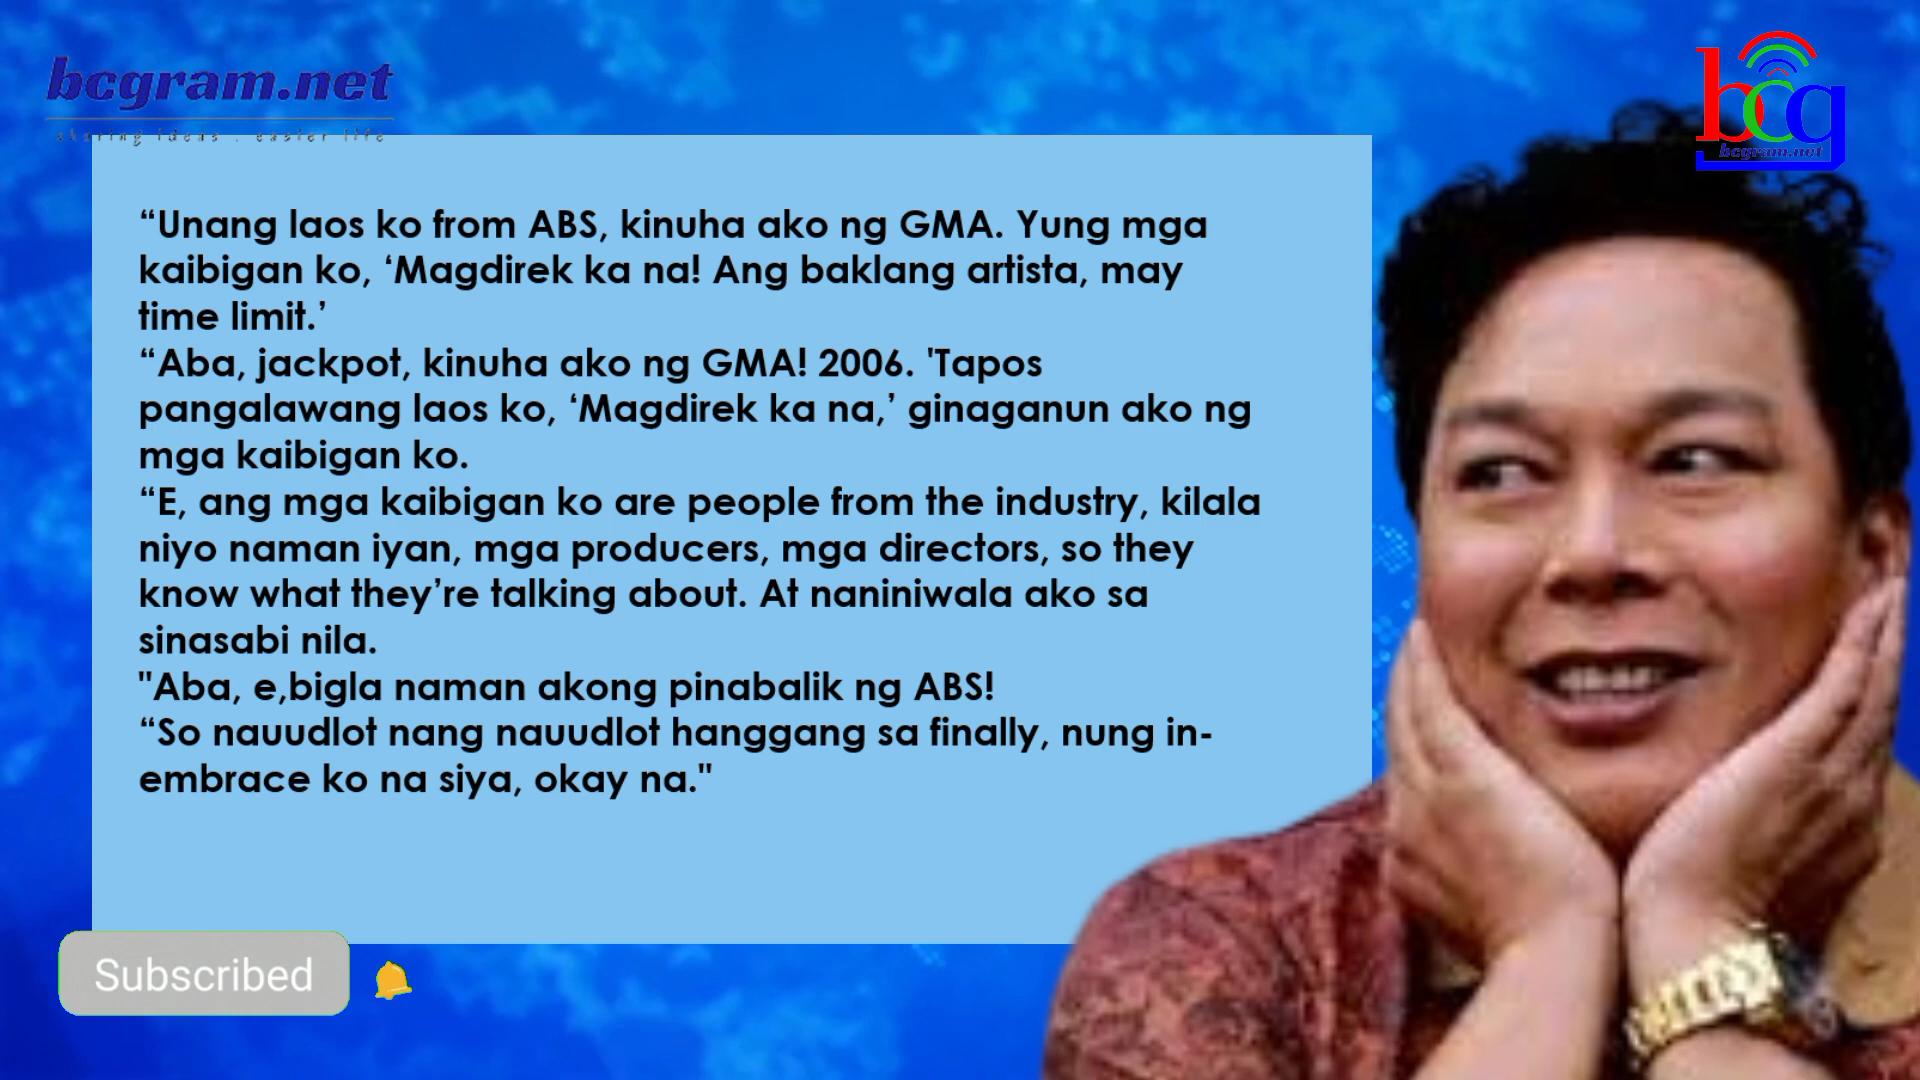 bcgram.net
sharing ideas . easier life
bcg
bcgram.net
“Unang laos ko from ABS, kinuha ako ng GMA. Yung mga
kaibigan ko, ‘Magdirek ka na! Ang baklang artista, may
time limit.’
“Aba, jackpot, kinuha ako ng GMA! 2006. 'Tapos
pangalawang laos ko, ‘Magdirek ka na,’ ginaganun ako ng
mga kaibigan ko.
“E, ang mga kaibigan ko are people from the industry, kilala
niyo naman iyan, mga producers, mga directors, so they
know what they’re talking about. At naniniwala ako sa
sinasabi nila.
"Aba, e,bigla naman akong pinabalik ng ABS!
“So nauudlot nang nauudlot hanggang sa finally, nung in-
embrace ko na siya, okay na."
Subscribed